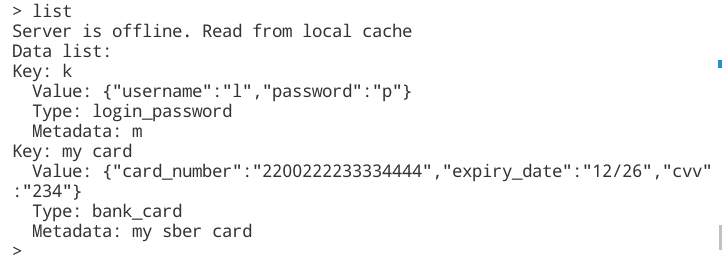 > list
Server is offline. Read from local cache
Data list:
Key: k
  Value: {"username":"l","password":"p"}
  Type: login_password
  Metadata: m
Key: my card
  Value: {"card_number":"2200222233334444","expiry_date":"12/26","cvv"
:"234"}
  Type: bank_card
  Metadata: my sber card
>